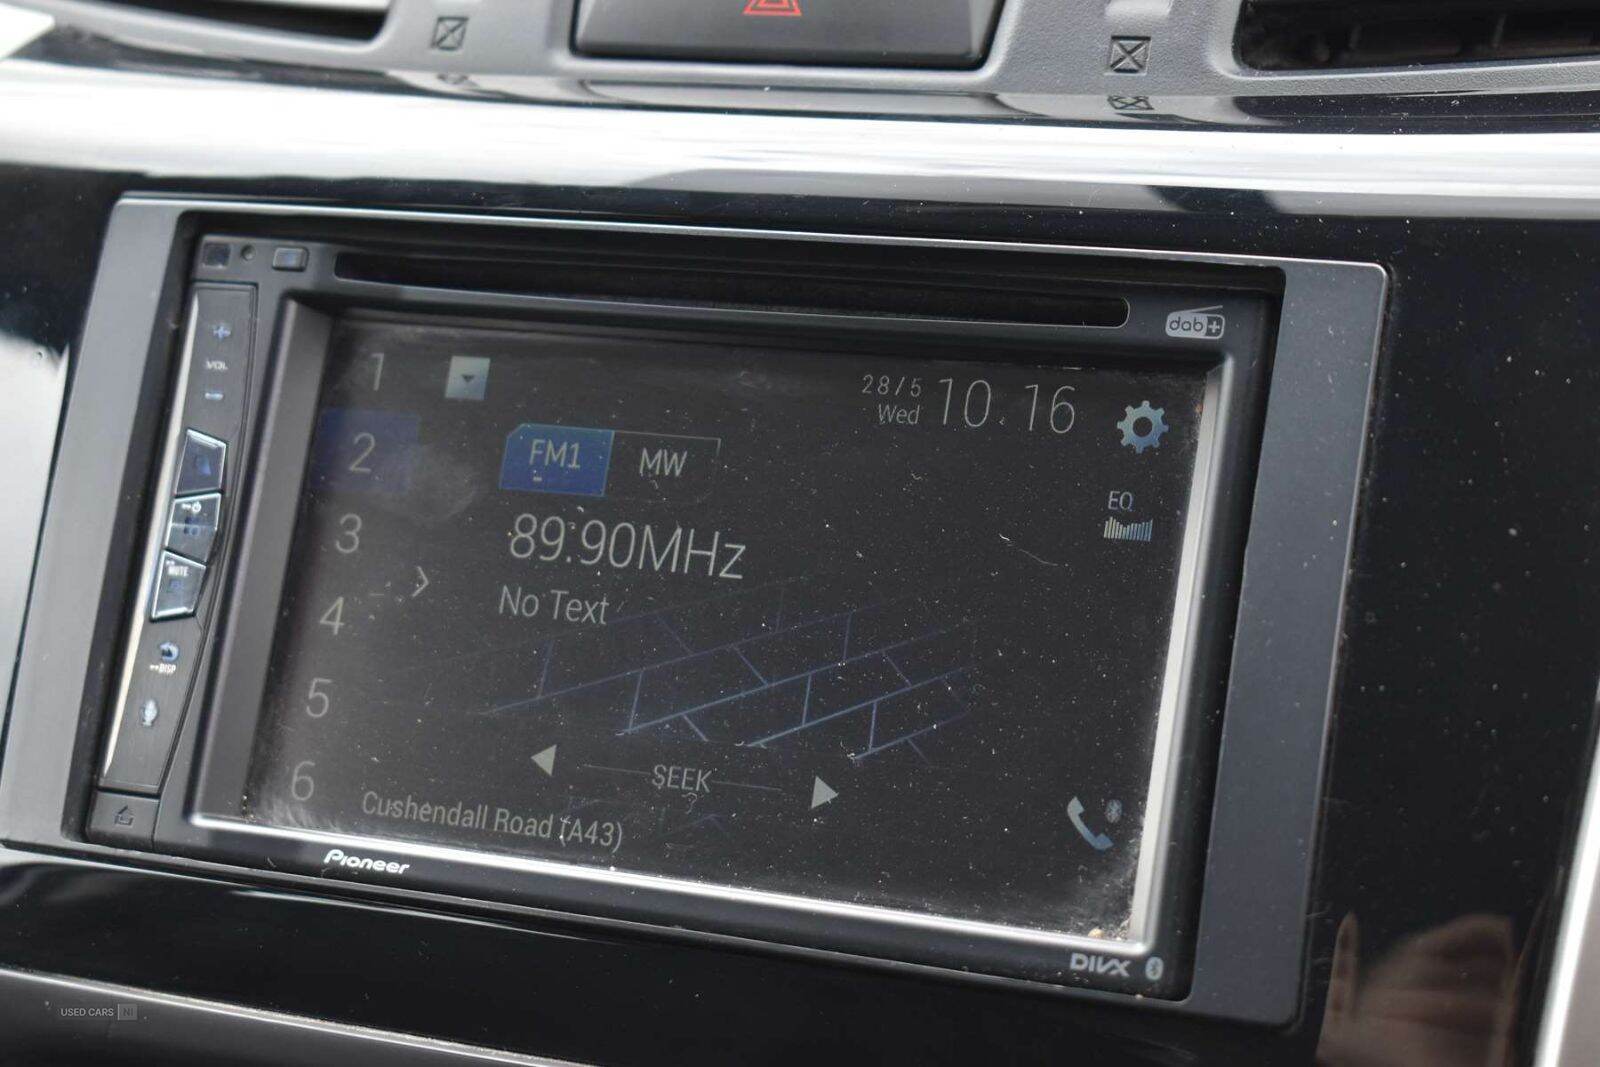 dab+
VOL
MUTE
DISP
1
2
3
4
5
6
28/5
Wed
10.16
FM1
MW
EQ
89.90MHz
No Text
SEEK
Cushendall Road (A43)
Pioneer
DIVX
USED CARS NI